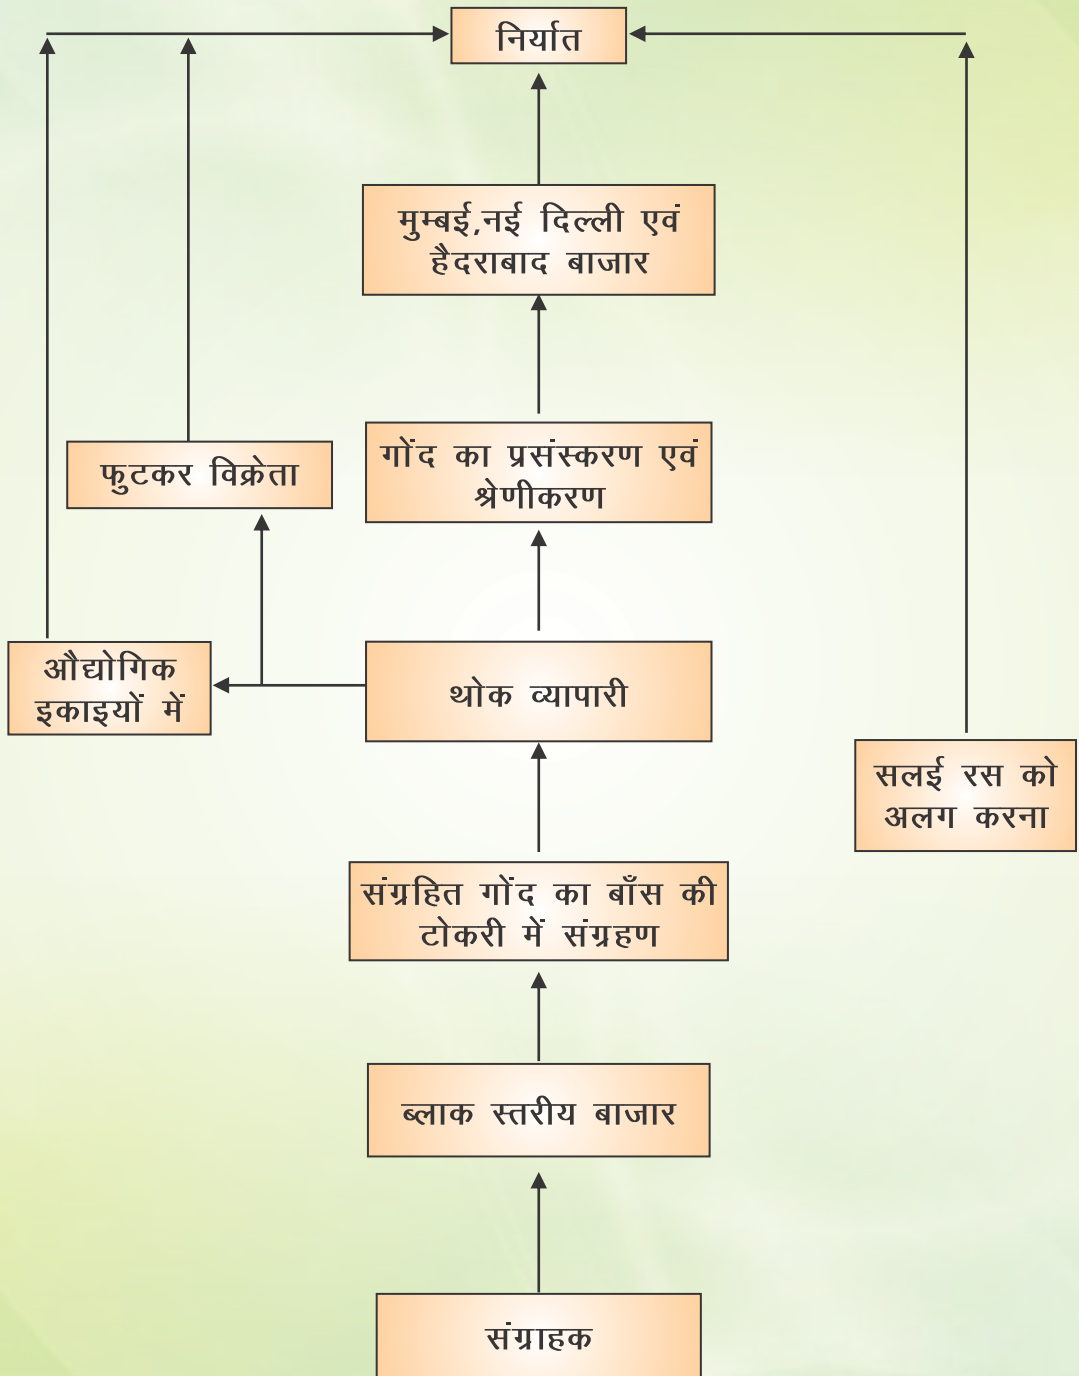 निर्यात
मुम्बई,नई दिल्ली एवं
हैदराबाद बाजार
फुटकर विक्रेता
गोंद का प्रसंस्करण एवं
श्रेणीकरण
औद्योगिक
इकाइयों में
थोक व्यापारी
सलई रस को
अलग करना
संग्रहित गोंद का बाँस की
टोकरी में संग्रहण
ब्लाक स्तरीय बाजार
संग्राहक